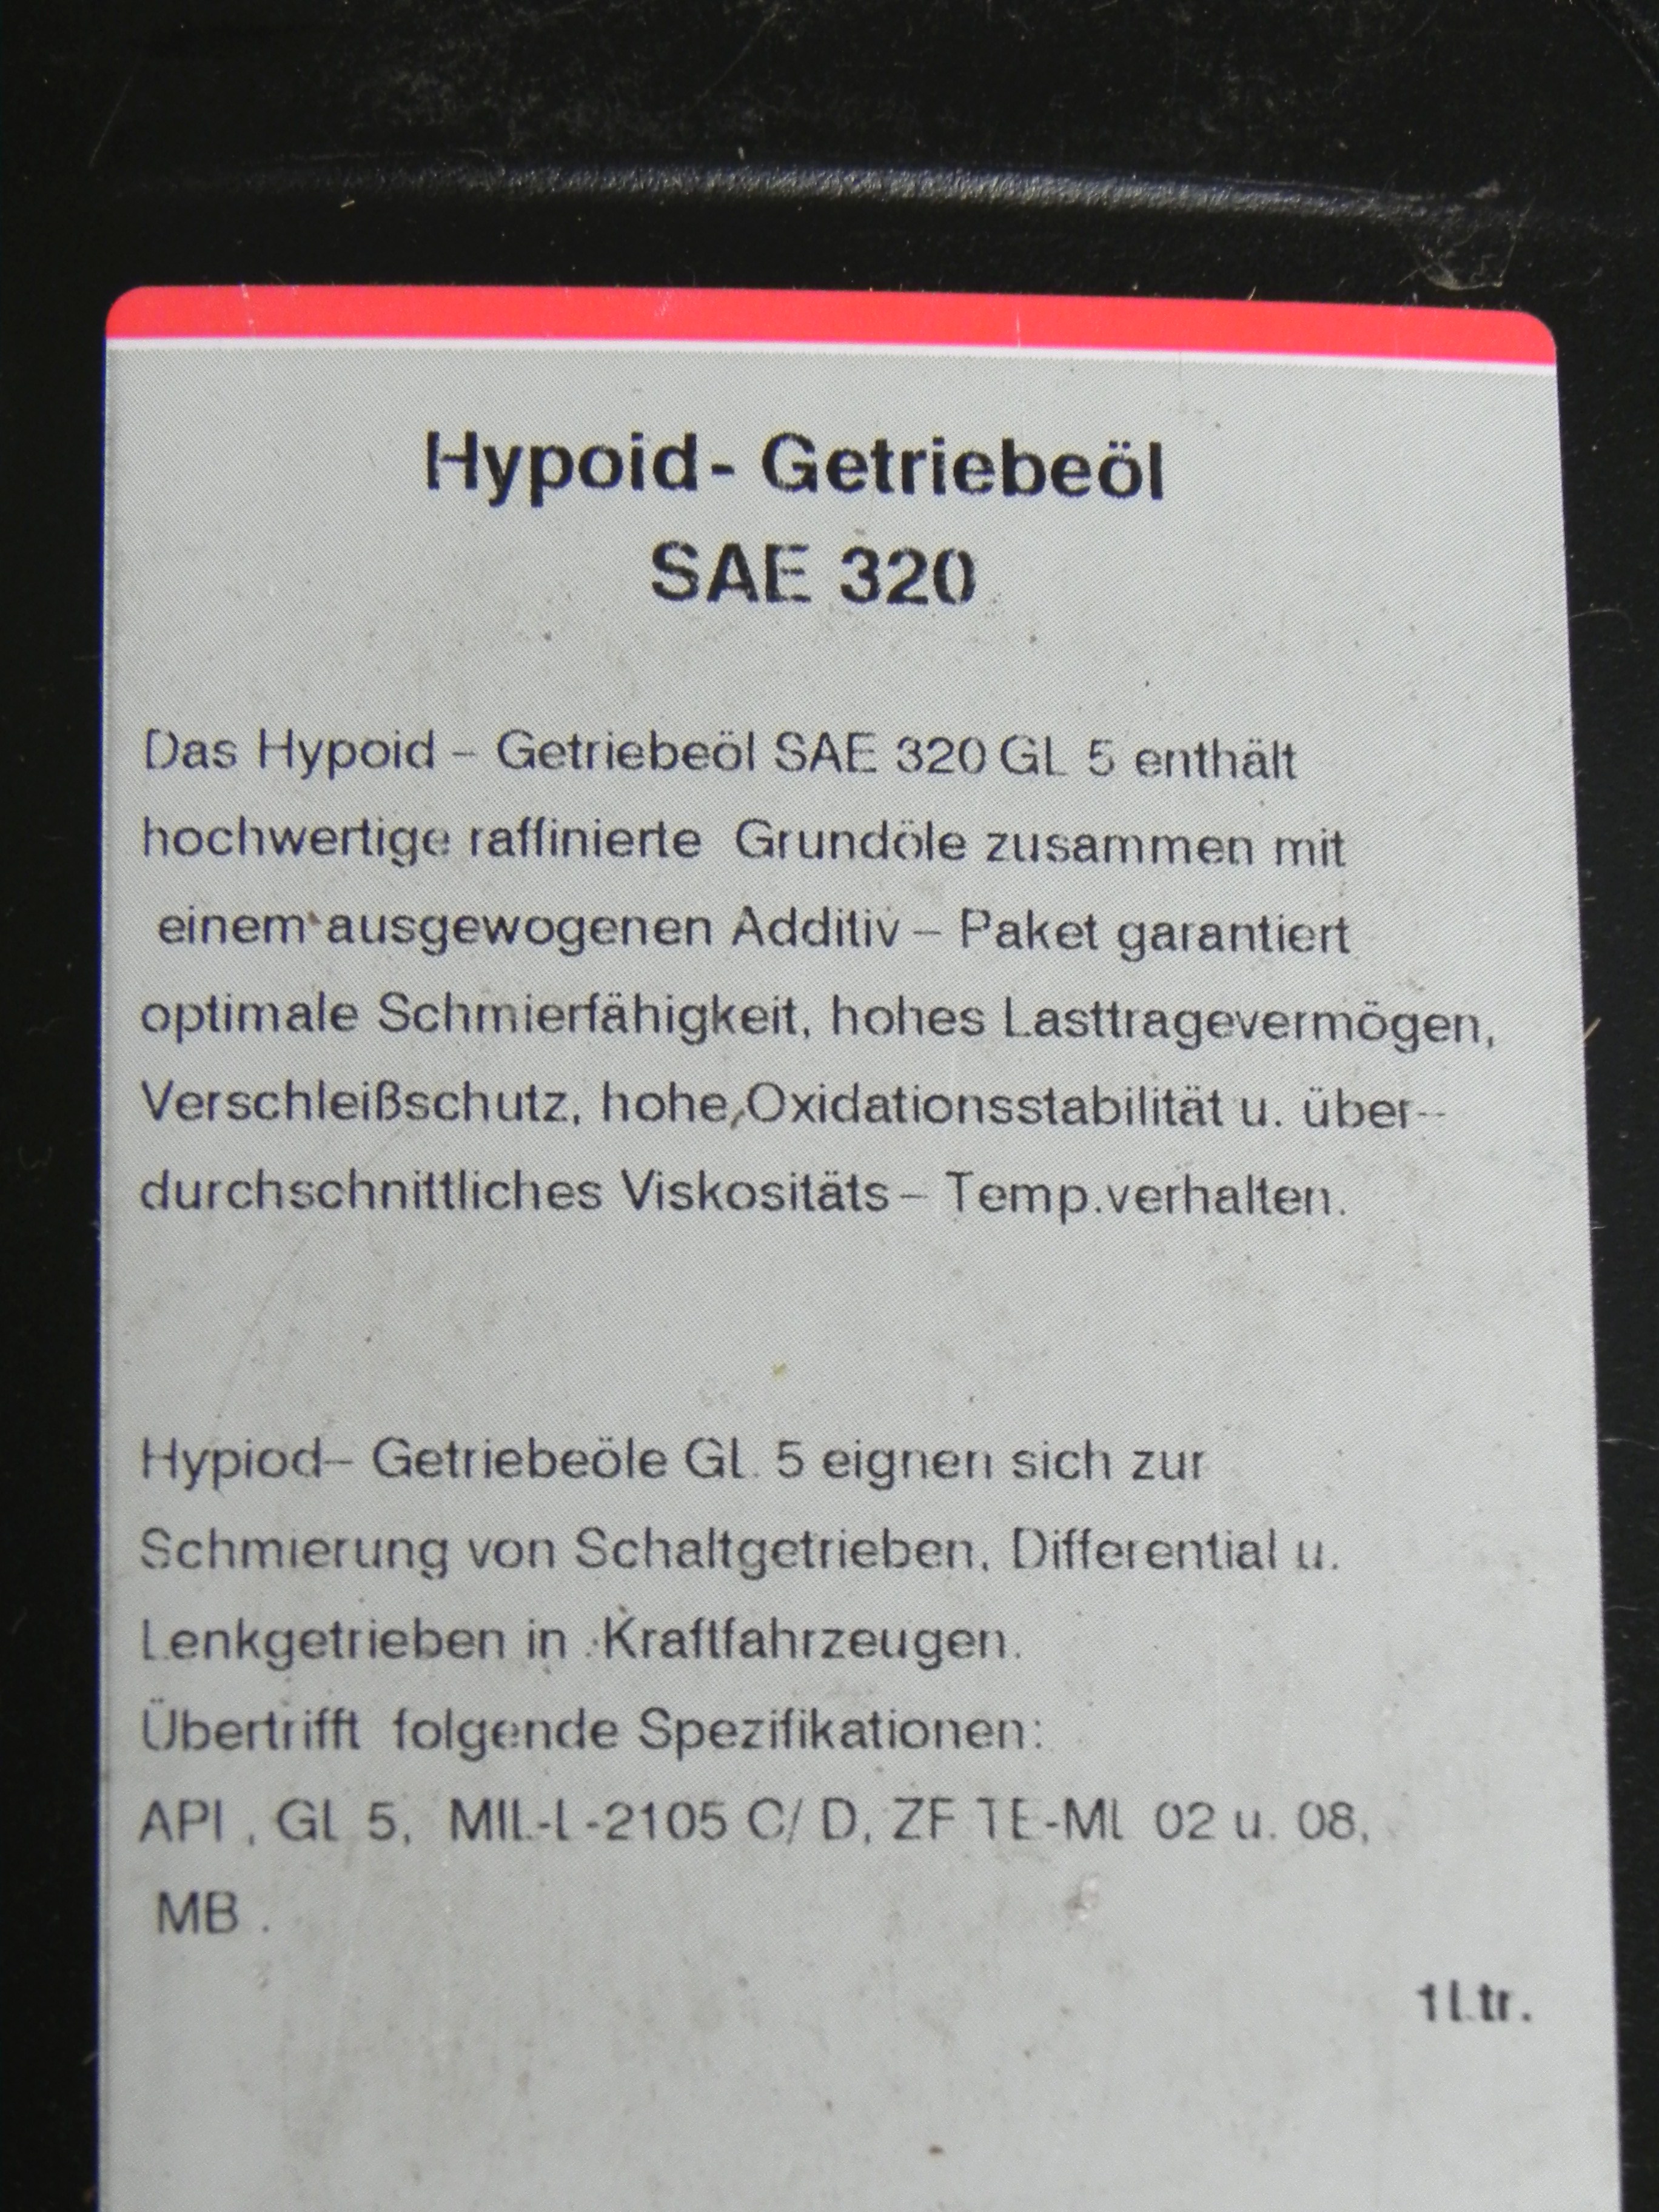 Hypoid- Getriebeöl
SAE 320
Das Hypoid – Getriebeöl SAE 320 GL 5 enthält
hochwertige raffinierte Grundöle zusammen mit
einem ausgewogenen Additiv – Paket garantiert
optimale Schmierfähigkeit, hohes Lasttragevermögen,
Verschleißschutz, hohe Oxidationsstabilität u. über--
durchschnittliches Viskositäts – Temp.verhalten.
Hypiod– Getriebeöle GL 5 eignen sich zur
Schmierung von Schaltgetrieben, Differential u.
Lenkgetrieben in Kraftfahrzeugen.
Übertrifft folgende Spezifikationen:
API , GL 5, MIL-L-2105 C/ D, ZF TE-ML 02 u. 08,
MB .
1Ltr.